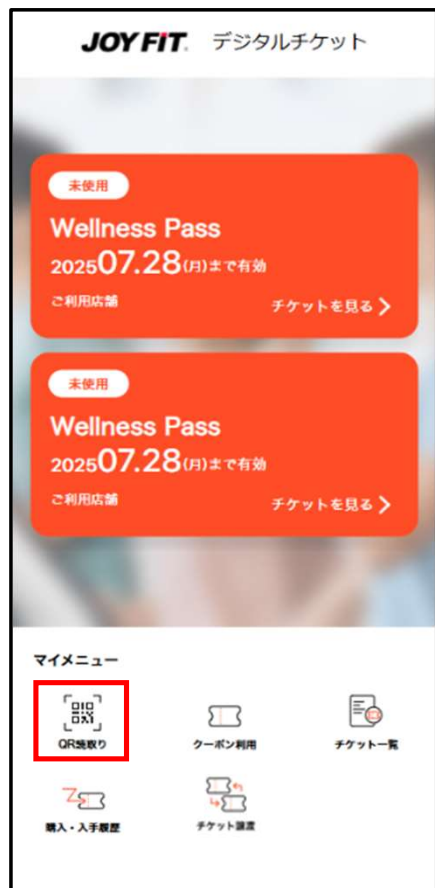 JOYFIT. デジタルチケット
未使用
Wellness Pass
2025 07.28(月)まで有効
ご利用店舗
チケットを見る
未使用
Wellness Pass
2025 07.28(月)まで有効
ご利用店舗
チケットを見る
マイメニュー
QR読取り クーポン利用 チケット一覧
購入・入手履歴 チケット譲渡